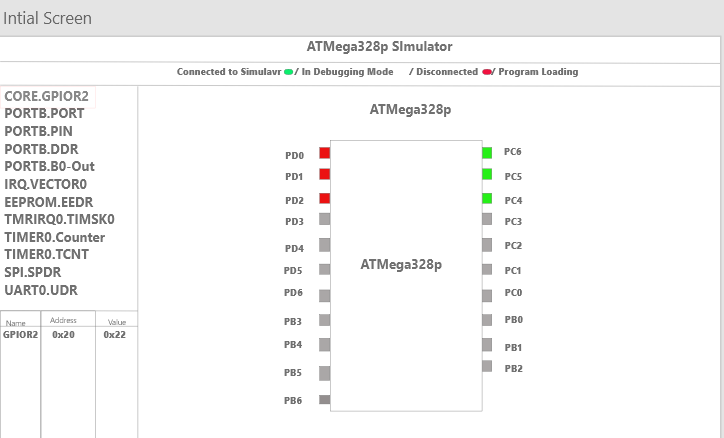 Intial Screen
ATMega328p SImulator
Connected to Simulavr / In Debugging Mode / Disconnected / Program Loading
CORE.GPIOR2
PORTB.PORT
PORTB.PIN
PORTB.DDR
PORTB.B0-Out
IRQ.VECTOR0
EEPROM.EEDR
TMRIRQ0.TIMSK0
TIMER0.Counter
TIMER0.TCNT
SPI.SPDR
UART0.UDR
Name Address Value
GPIOR2 0x20 0x22
ATMega328p
PD0 PC6
PD1 PC5
PD2 PC4
PD3 PC3
PD4 PC2
ATMega328p
PD5 PC1
PD6 PC0
PB3 PB0
PB4 PB1
PB5 PB2
PB6